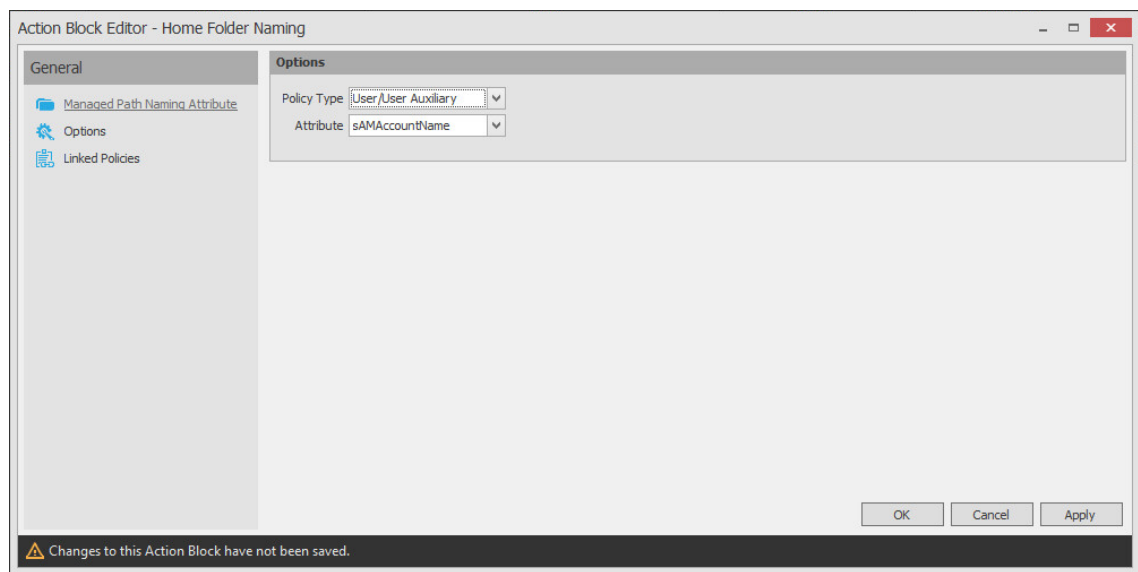 Action Block Editor - Home Folder Naming
General
Managed Path Naming Attribute
Options
Linked Policies
Options
Policy Type User/User Auxiliary
Attribute sAMAccountName
OK Cancel Apply
Changes to this Action Block have not been saved.